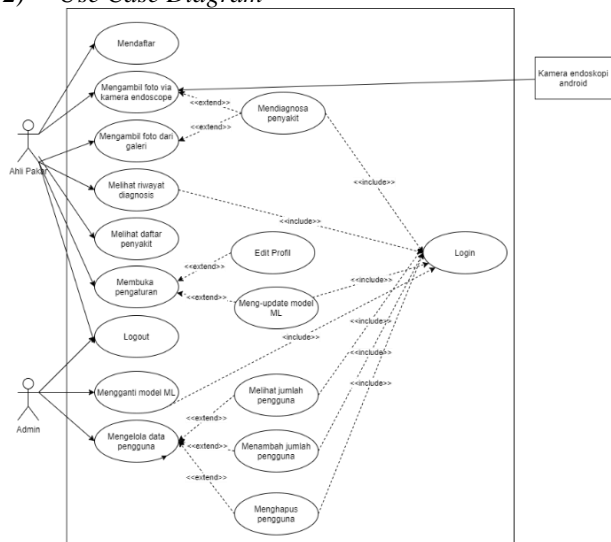 2) Use Case Diagram
Mendaftar
Mengambil foto via
kamera endoscope
Kamera endoskopi
android
<<extend>>
Mendiagnosa
penyakit
<<extend>>
Mengambil foto dari
galeri
Ahli Pakar
Melihat riwayat
diagnosis
<<include>>
<<include>>
Melihat daftar
penyakit
Edit Profil
Login
<<extend>>
Membuka
pengaturan
<<include>>
<<extend>>
Meng-update model
ML
<<include>>
Logout
<<include>>
<<include>>
Mengganti model ML
Melihat jumlah
pengguna
<<include>>
Admin
<<extend>>
Mengelola data
pengguna
<<extend>>
Menambah jumlah
pengguna
<<extend>>
Menghapus
pengguna